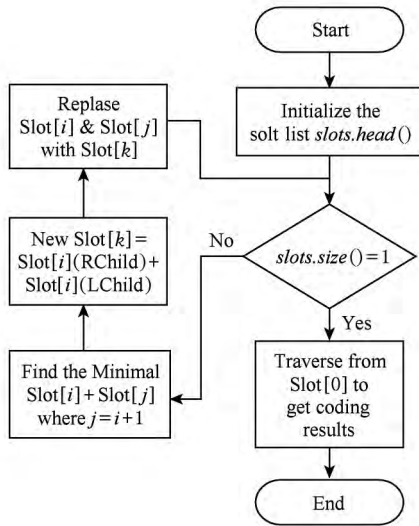 Start
Initialize the
solt list slots.head()
slots.size()=1
No
Yes
Find the Minimal
Slot[i]+Slot[j]
where j=i+1
New Slot[k]=
Slot[i](RChild)+
Slot[i](LChild)
Replase
Slot[i] & Slot[j]
with Slot[k]
Traverse from
Slot[0] to
get coding
results
End